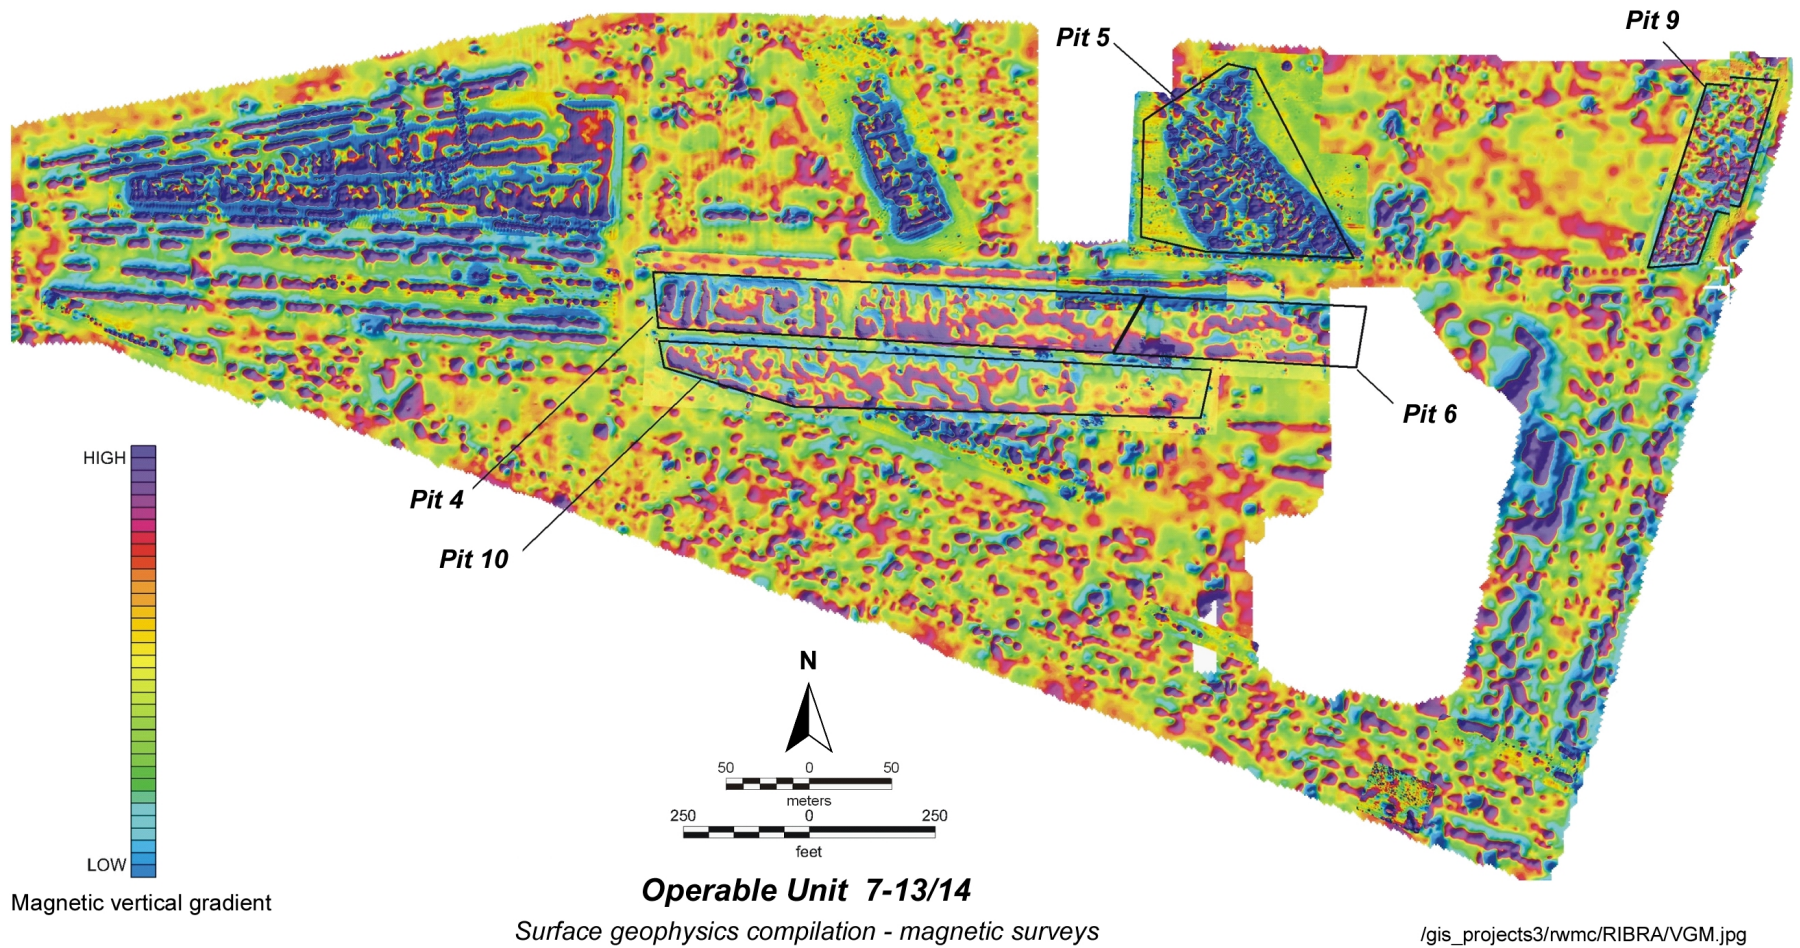 Pit 9
Pit 5
Pit 6
HIGH
Pit 4
Pit 10
N
50 0 50
meters
250 0 250
feet
LOW
Magnetic vertical gradient
Operable Unit 7-13/14
Surface geophysics compilation - magnetic surveys
/gis_projects3/rwmc/RIBRA/VGM.jpg